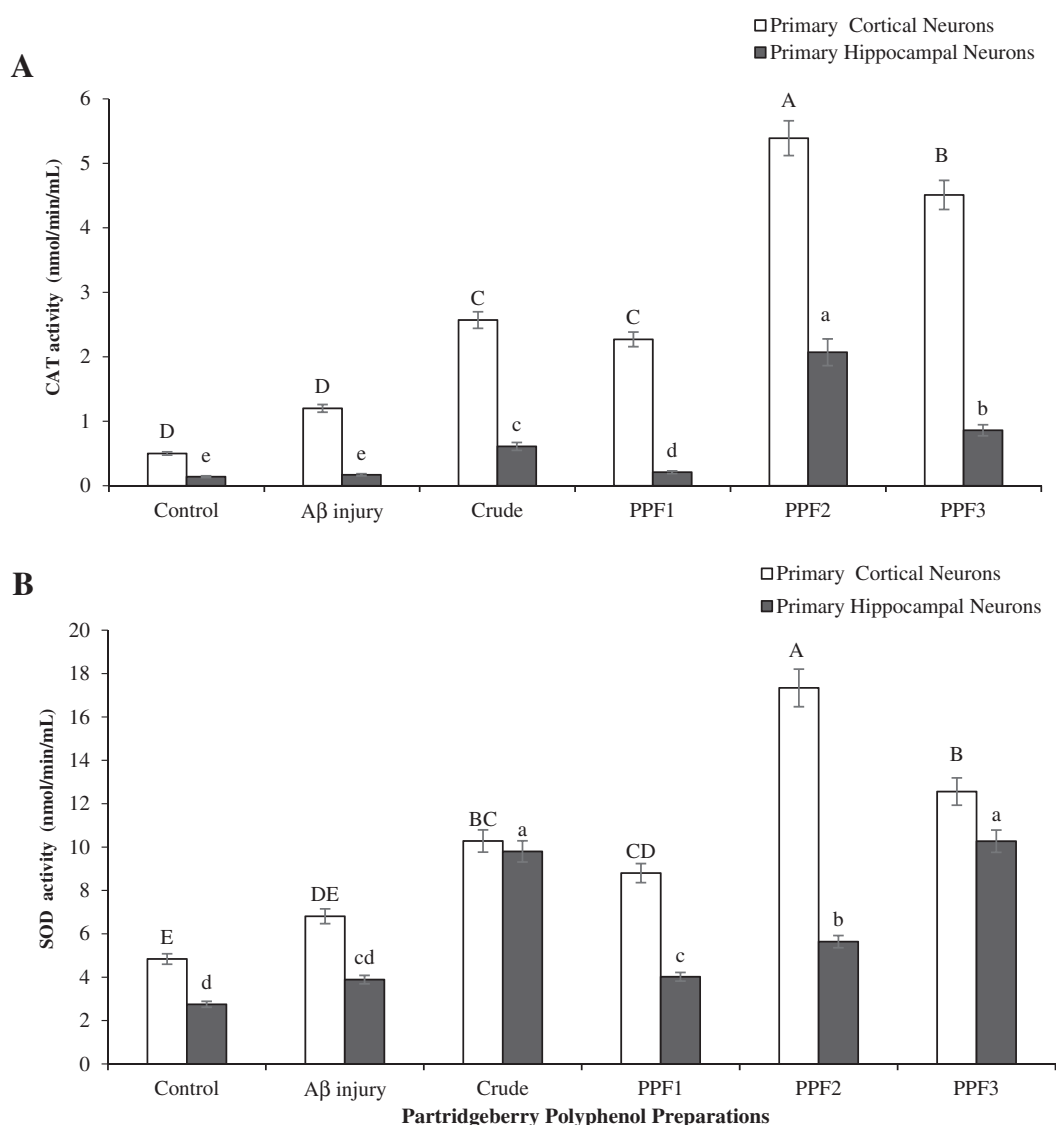 Primary Cortical Neurons
Primary Hippocampal Neurons
A
CAT activity (nmol/min/mL)
6
5
4
3
2
1
0
D
e
D
e
C
c
C
d
A
a
B
b
Control
Aβ injury
Crude
PPF1
PPF2
PPF3
Primary Cortical Neurons
Primary Hippocampal Neurons
B
SOD activity (nmol/min/mL)
20
18
16
14
12
10
8
6
4
2
0
E
d
DE
cd
BC
a
CD
c
A
b
B
a
Control
Aβ injury
Crude
PPF1
PPF2
PPF3
Partridgeberry Polyphenol Preparations